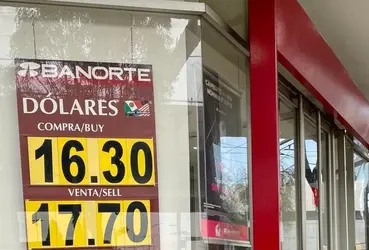 BANORTE
DÓLARES
COMPRA/BUY
16.30
VENTA/SELL
17.70